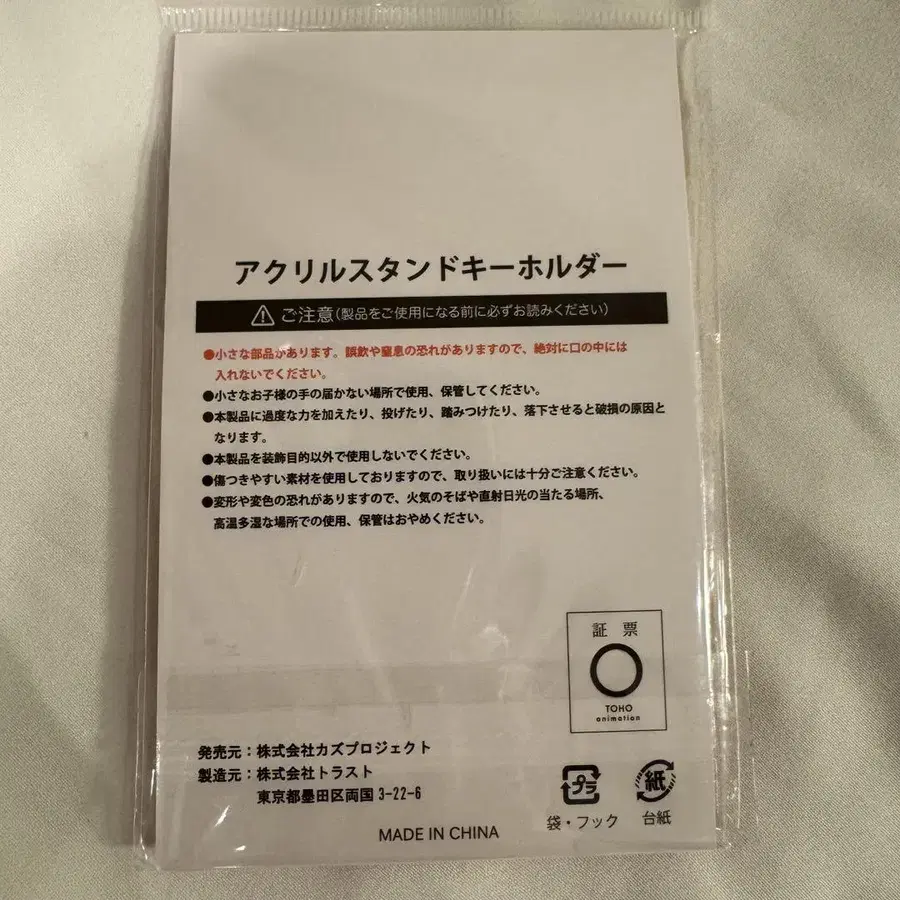 アクリルスタンドキーホルダー
ご注意(製品をご使用になる前に必ずお読みください)
●小さな部品があります。誤飲や窒息の恐れがありますので、絶対に口の中には
入れないでください。
●小さなお子様の手の届かない場所で使用、保管してください。
●本製品に過度な力を加えたり、投げたり、踏みつけたり、落下させると破損の原因と
なります。
●本製品を装飾目的以外で使用しないでください。
●傷つきやすい素材を使用しておりますので、取り扱いには十分ご注意ください。
●変形や変色の恐れがありますので、火気のそばや直射日光の当たる場所、
高温多湿な場所での使用、保管はおやめください。
証 票
TOHO
animation
発売元:株式会社カズプロジェクト
製造元:株式会社トラスト
東京都墨田区両国3-22-6
プラ
袋・フック
紙
台紙
MADE IN CHINA